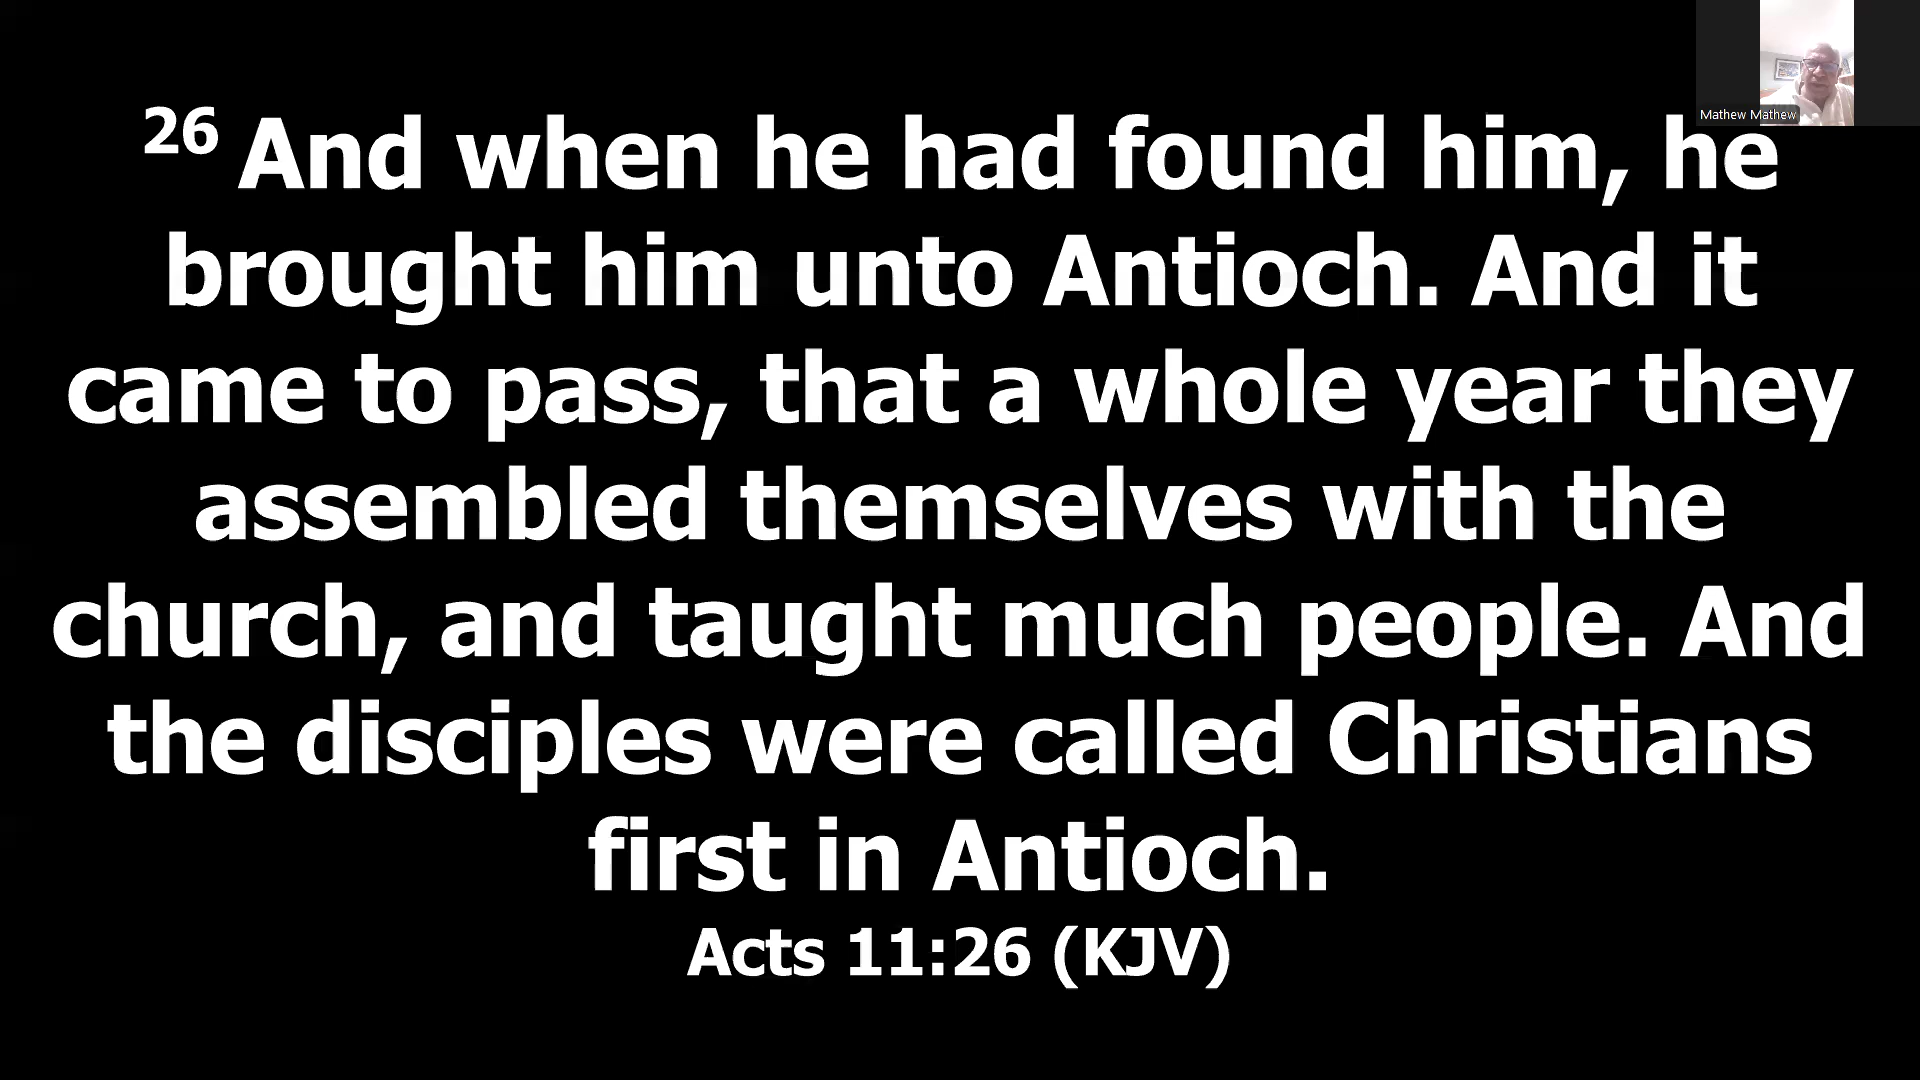 Mathew Mathew
26 And when he had found him, he
brought him unto Antioch. And it
came to pass, that a whole year they
assembled themselves with the
church, and taught much people. And
the disciples were called Christians
first in Antioch.
Acts 11:26 (KJV)